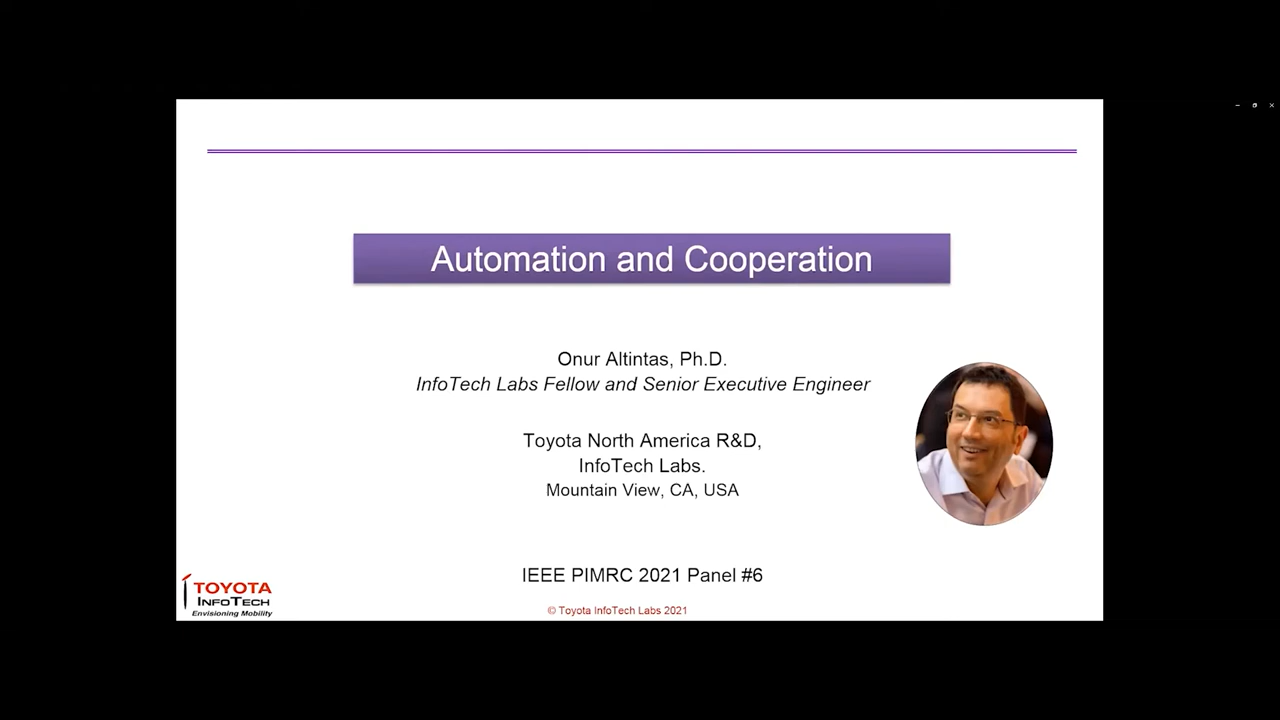 Automation and Cooperation
Onur Altintas, Ph.D.
InfoTech Labs Fellow and Senior Executive Engineer
Toyota North America R&D,
InfoTech Labs.
Mountain View, CA, USA
IEEE PIMRC 2021 Panel #6
TOYOTA
INFOTECH
Envisioning Mobility
© Toyota InfoTech Labs 2021